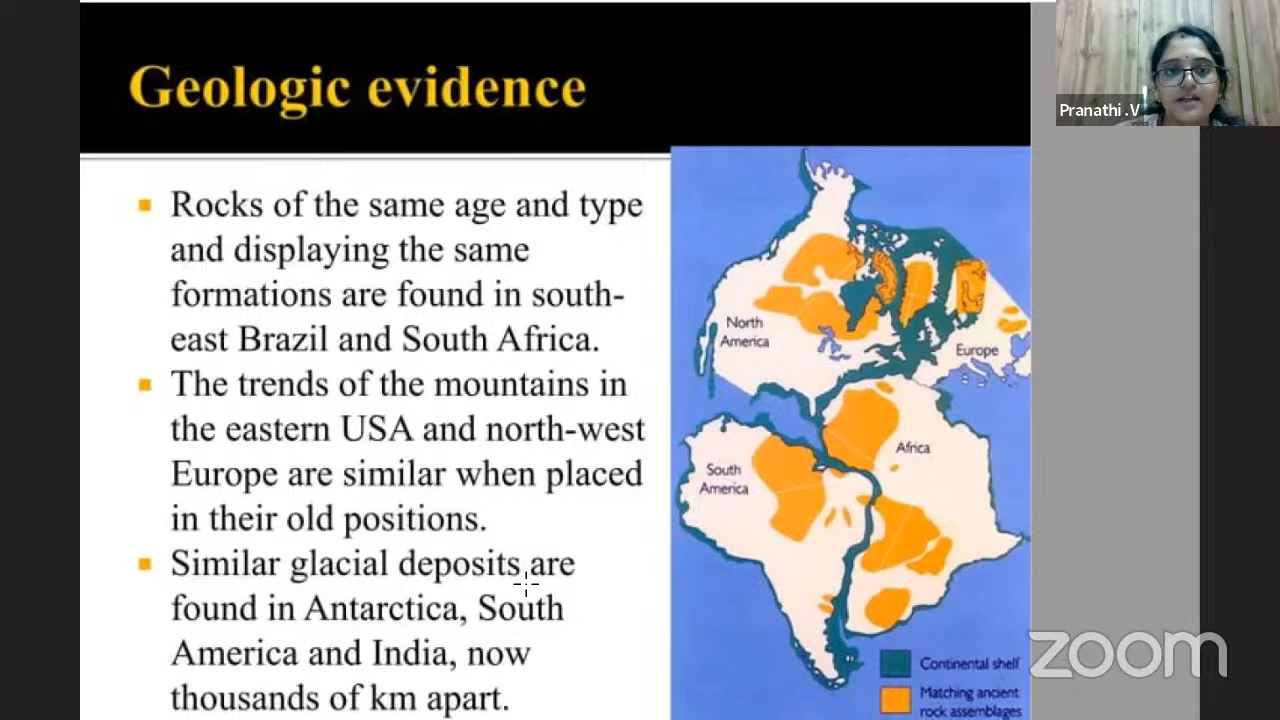 Geologic evidence
Pranathi .V
Rocks of the same age and type
and displaying the same
formations are found in south-
east Brazil and South Africa.
The trends of the mountains in
the eastern USA and north-west
Europe are similar when placed
in their old positions.
Similar glacial deposits are
found in Antarctica, South
America and India, now
thousands of km apart.
North
America
Europe
Africa
South
America
Continental shelf
Matching ancient
rock assemblages
zoom